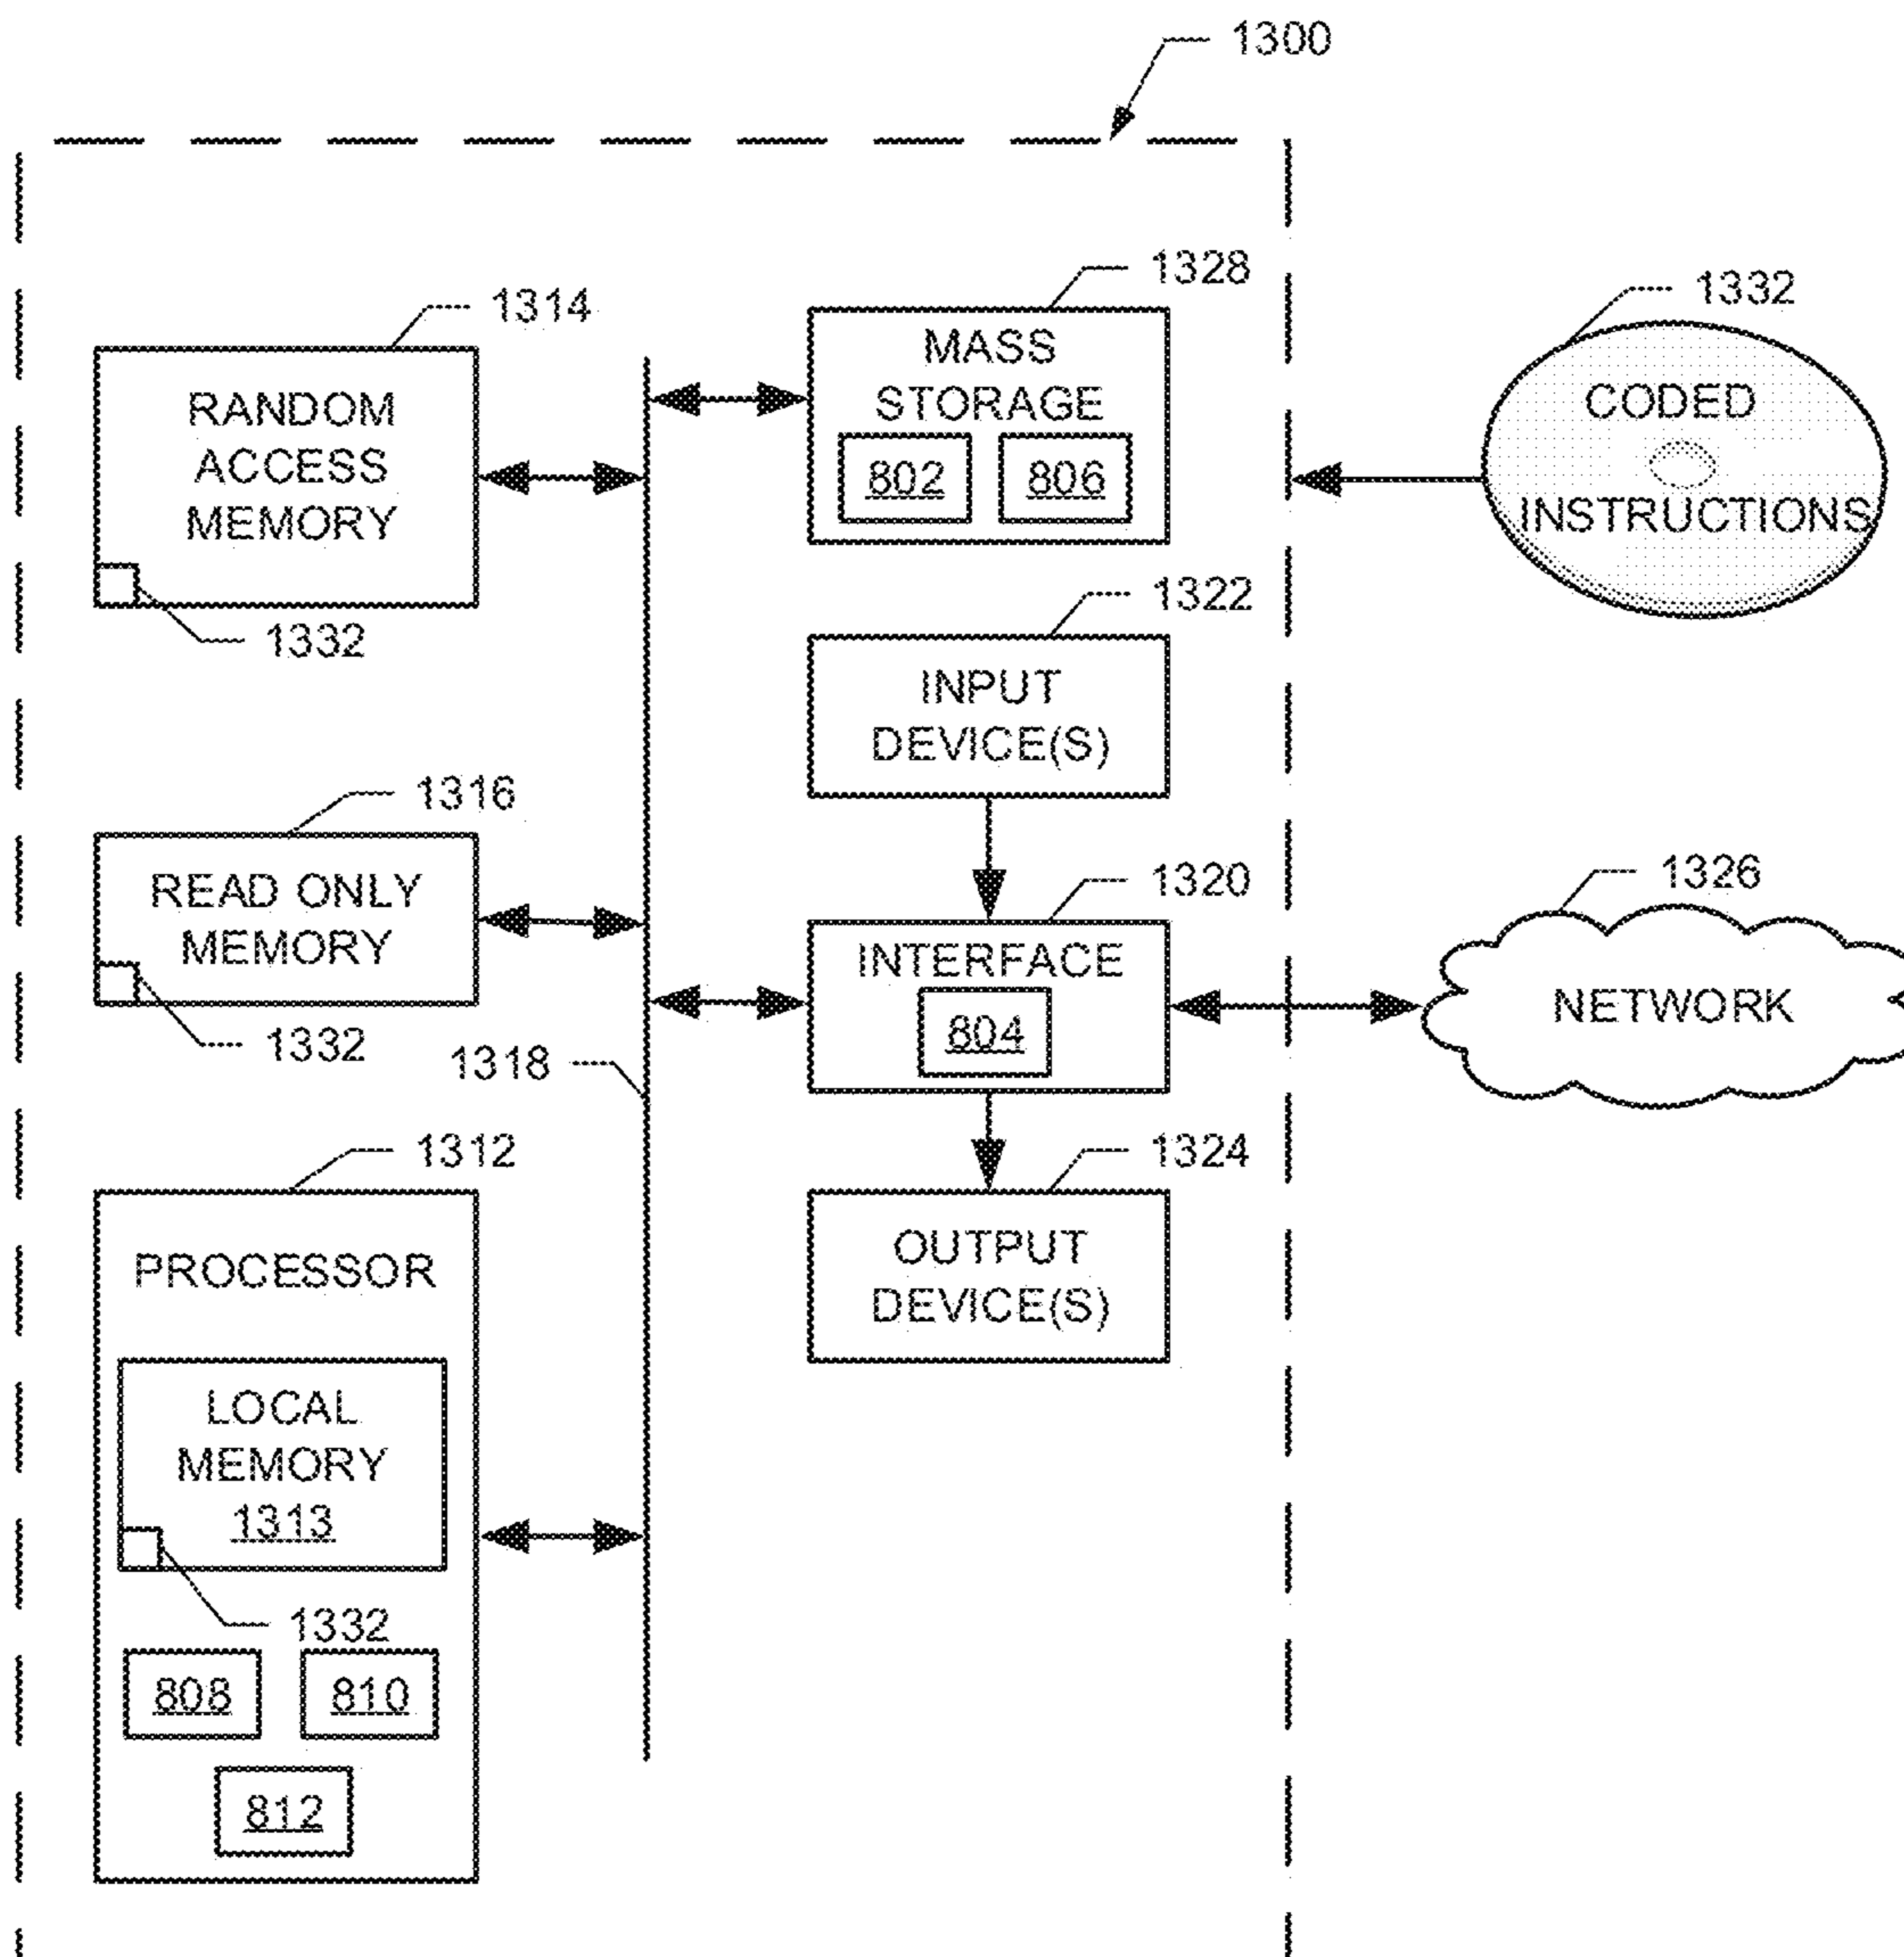 1300
1328
MASS
STORAGE
802 806
1314
RANDOM
ACCESS
MEMORY
1332
1332
CODED
INSTRUCTIONS
1322
INPUT
DEVICE(S)
1316
READ ONLY
MEMORY
1332
1320
INTERFACE
804
1326
NETWORK
1318
1312
PROCESSOR
LOCAL
MEMORY
1313
1332
808 810
812
1324
OUTPUT
DEVICE(S)